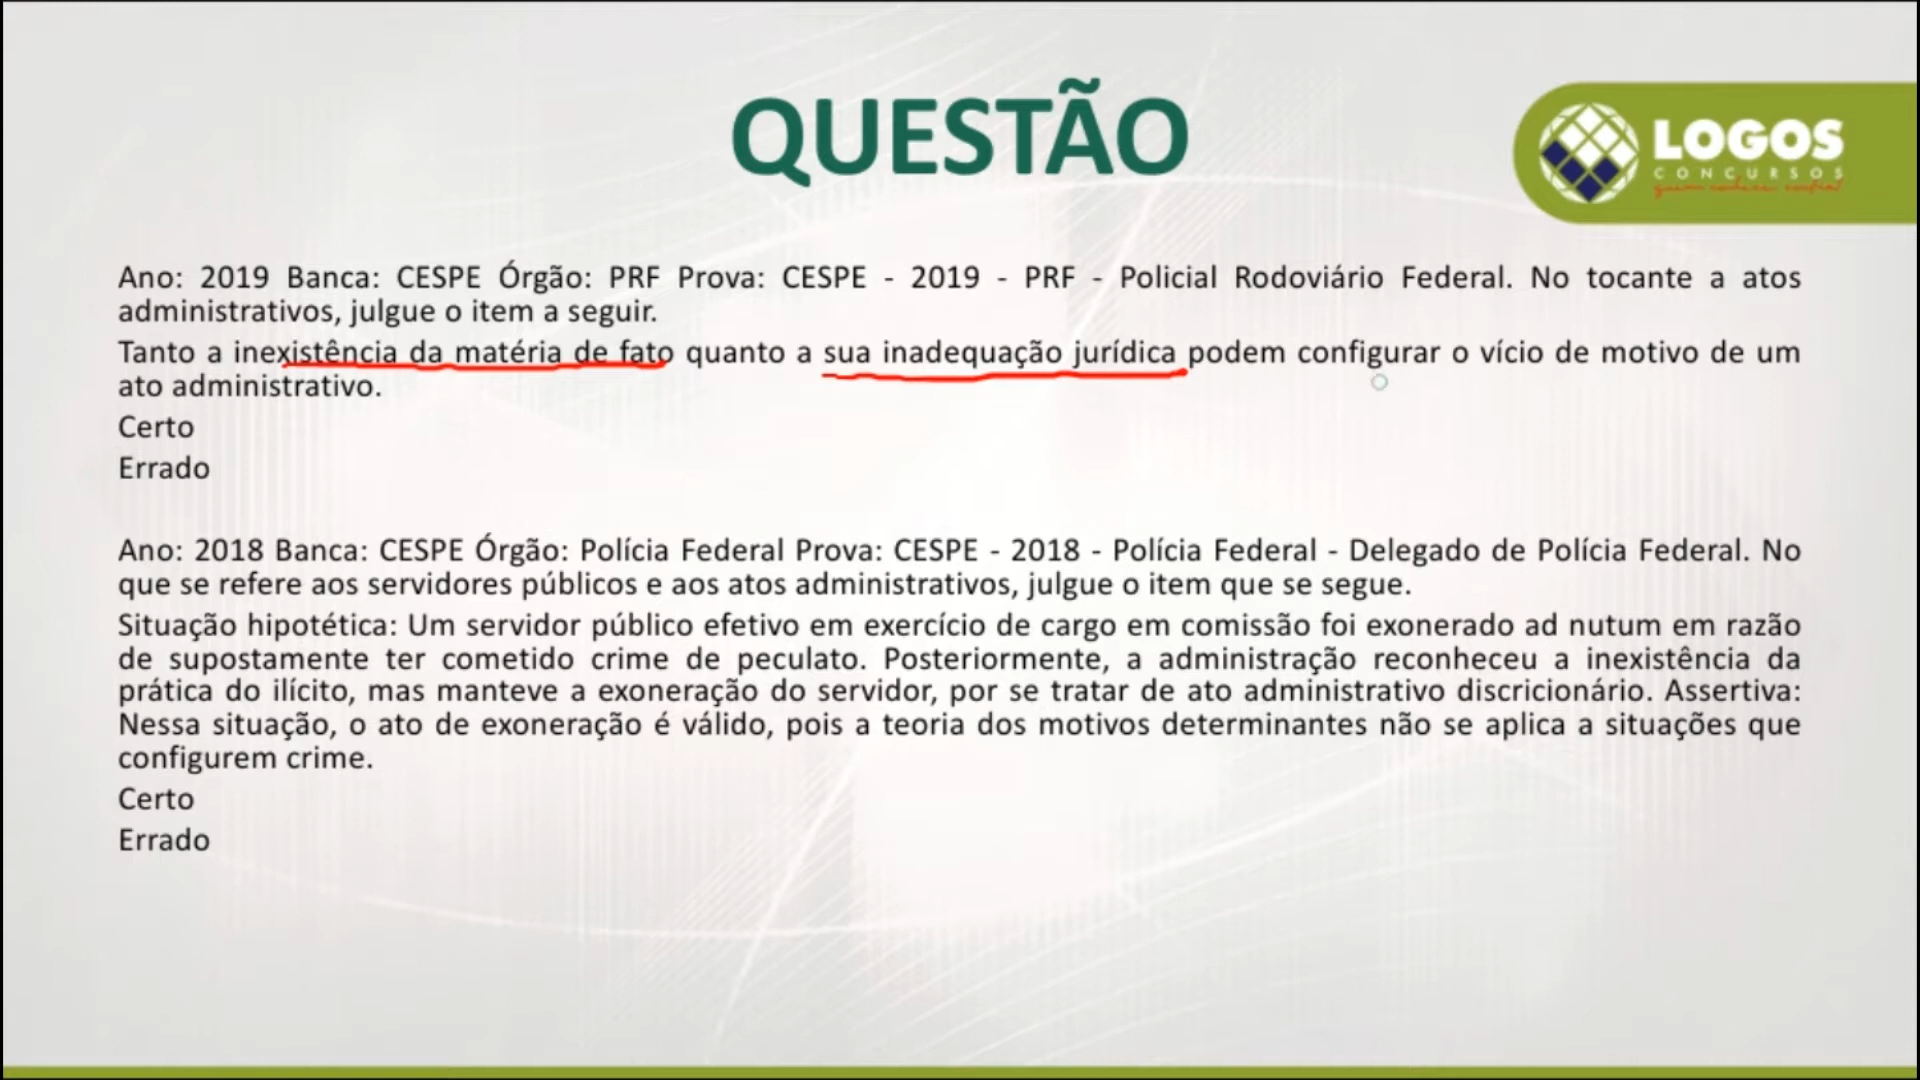 QUESTÃO
LOGOS
CONCURSOS
Ano: 2019 Banca: CESPE Órgão: PRF Prova: CESPE - 2019 - PRF - Policial Rodoviário Federal. No tocante a atos
administrativos, julgue o item a seguir.
Tanto a inexistência da matéria de fato quanto a sua inadequação jurídica podem configurar o vício de motivo de um
ato administrativo.
Certo
Errado
Ano: 2018 Banca: CESPE Órgão: Polícia Federal Prova: CESPE - 2018 - Polícia Federal - Delegado de Polícia Federal. No
que se refere aos servidores públicos e aos atos administrativos, julgue o item que se segue.
Situação hipotética: Um servidor público efetivo em exercício de cargo em comissão foi exonerado ad nutum em razão
de supostamente ter cometido crime de peculato. Posteriormente, a administração reconheceu a inexistência da
prática do ilícito, mas manteve a exoneração do servidor, por se tratar de ato administrativo discricionário. Assertiva:
Nessa situação, o ato de exoneração é válido, pois a teoria dos motivos determinantes não se aplica a situações que
configurem crime.
Certo
Errado